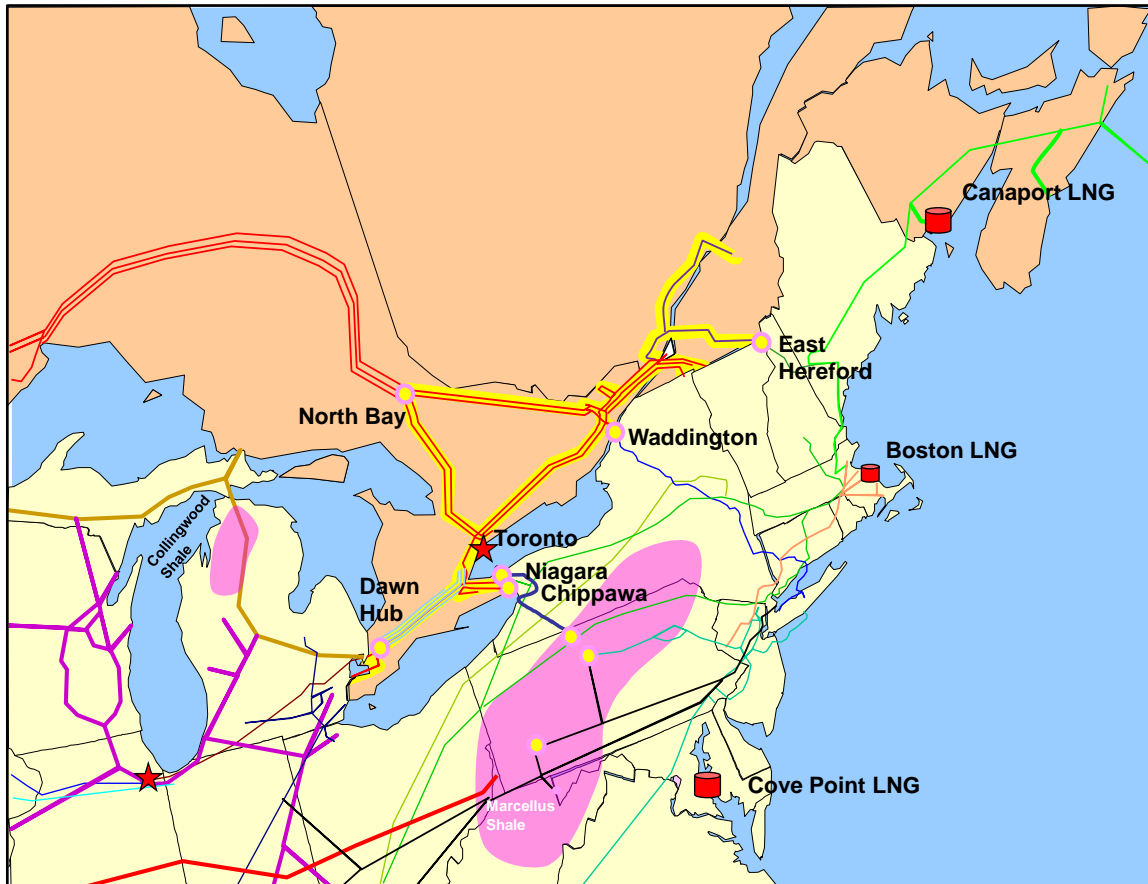 Canaport LNG
East
Hereford
North Bay
Waddington
Boston LNG
Collingwood
Shale
Toronto
Niagara
Dawn
Hub
Chippawa
Cove Point LNG
Marcellus
Shale